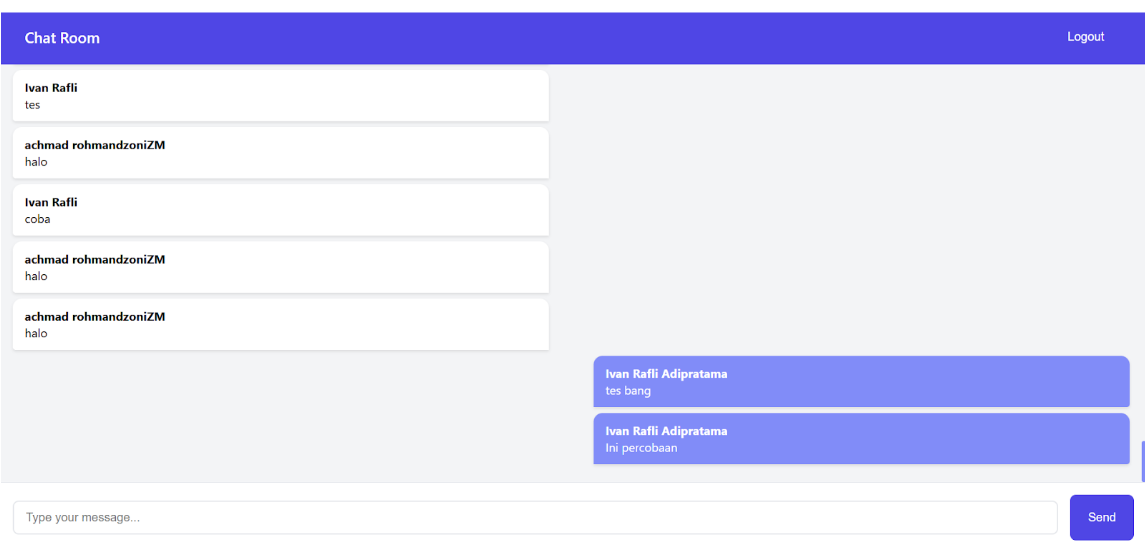 Chat Room
Logout
Ivan Rafli
tes
achmad rohmandzoniZM
halo
Ivan Rafli
coba
achmad rohmandzoniZM
halo
achmad rohmandzoniZM
halo
Ivan Rafli Adipratama
tes bang
Ivan Rafli Adipratama
Ini percobaan
Type your message...
Send